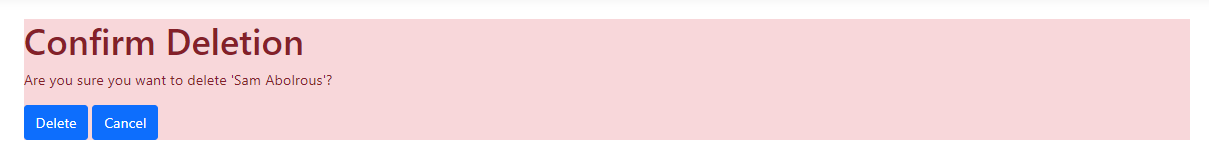 Confirm Deletion
Are you sure you want to delete 'Sam Abolrous'?
Delete Cancel